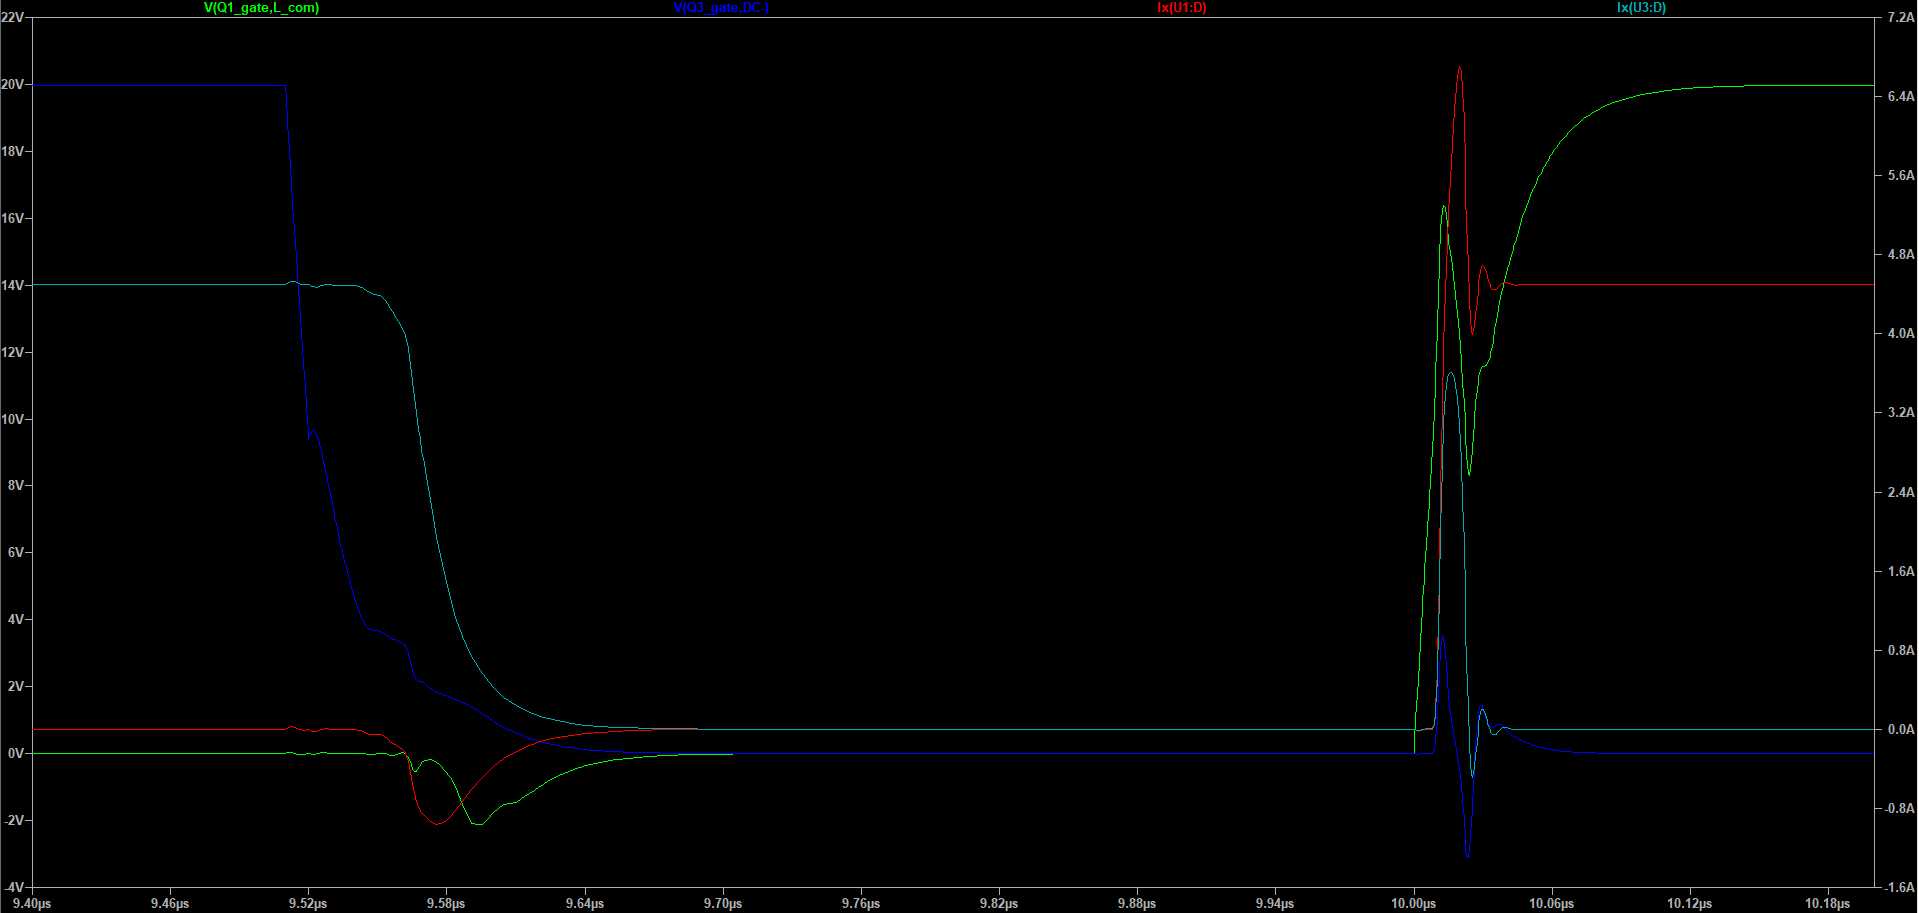 V(Q1_gate,L_com) V(Q3_gate,DC-) Ix(U1:D) Ix(U3:D)
22V 7.2A
20V 6.4A
18V 5.6A
16V 4.8A
14V 4.0A
12V 3.2A
10V 2.4A
8V 1.6A
6V 0.8A
4V 0.0A
2V -0.8A
0V -1.6A
-2V
-4V
9.40µs 9.46µs 9.52µs 9.58µs 9.64µs 9.70µs 9.76µs 9.82µs 9.88µs 9.94µs 10.00µs 10.06µs 10.12µs 10.18µs